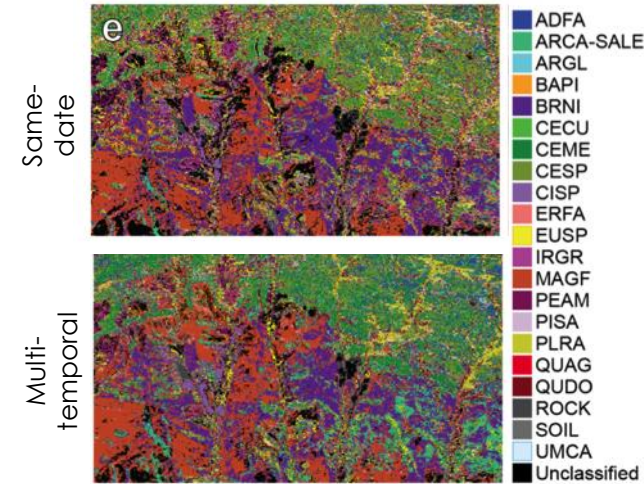 e
Same-
date
Multi-
temporal
ADFA
ARCA-SALE
ARGL
BAPI
BRNI
CECU
CEME
CESP
CISP
ERFA
EUSP
IRGR
MAGF
PEAM
PISA
PLRA
QUAG
QUDO
ROCK
SOIL
UMCA
Unclassified